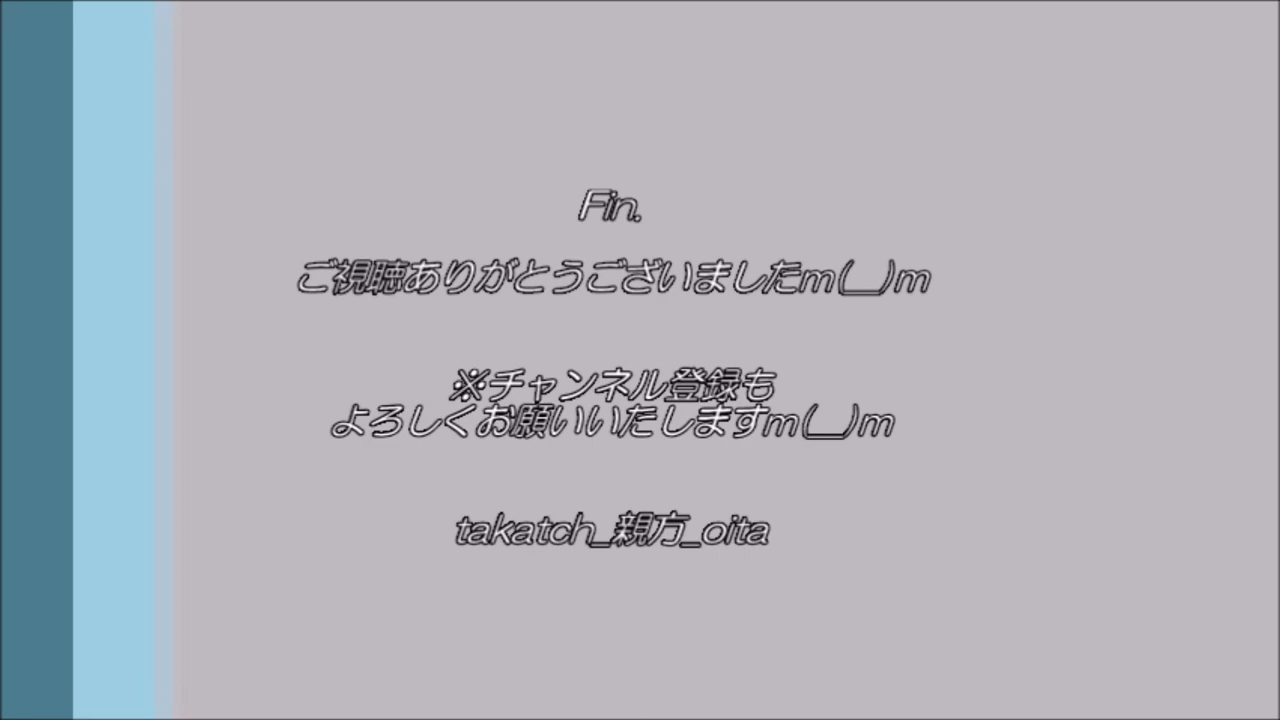 Fin.
ご視聴ありがとうございましたm(__)m
※チャンネル登録も
よろしくお願いいたしますm(__)m
takatch_親方_oita